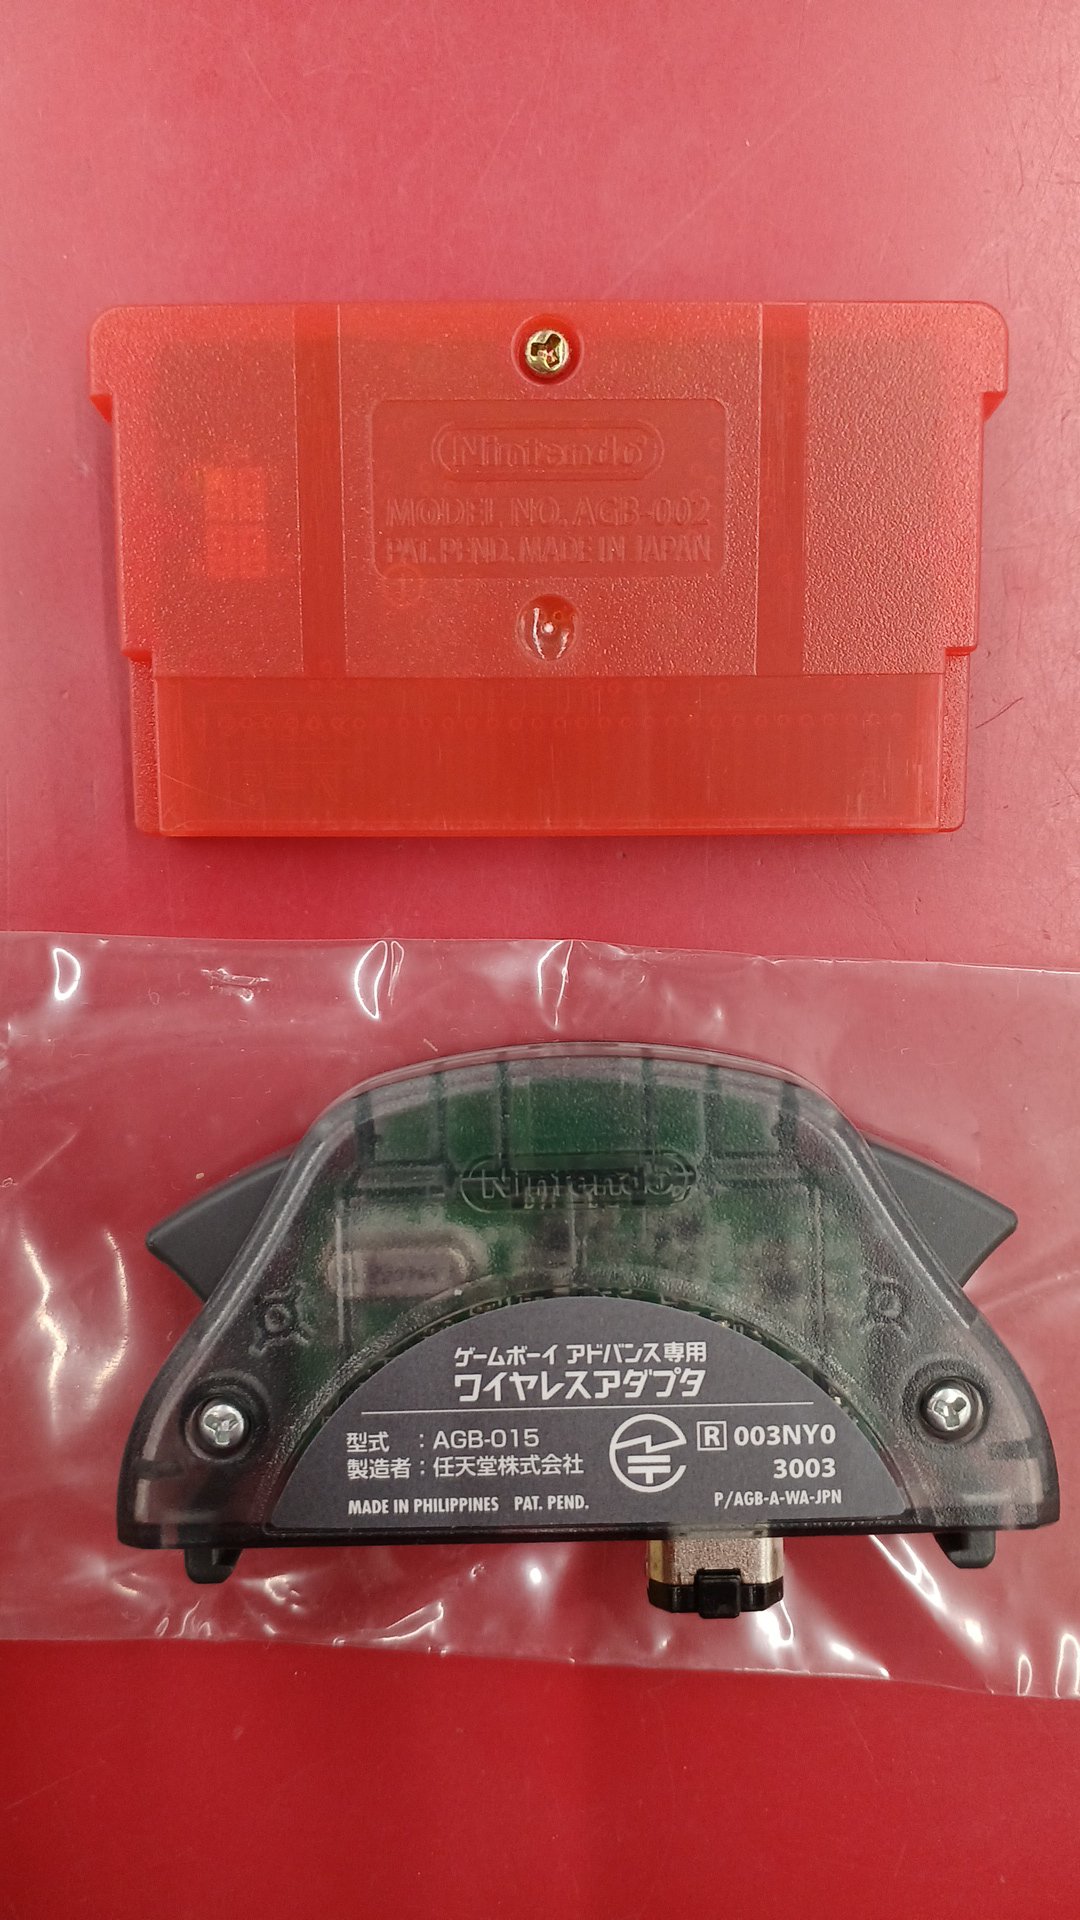 Nintendo
MODEL NO. AGB-002
PAT. PEND. MADE IN JAPAN
Nintendo
ゲームボーイ アドバンス専用
ワイヤレスアダプタ
型式 : AGB-015
製造者 : 任天堂株式会社
MADE IN PHILIPPINES PAT. PEND.
R 003NY0
3003
P/AGB-A-WA-JPN